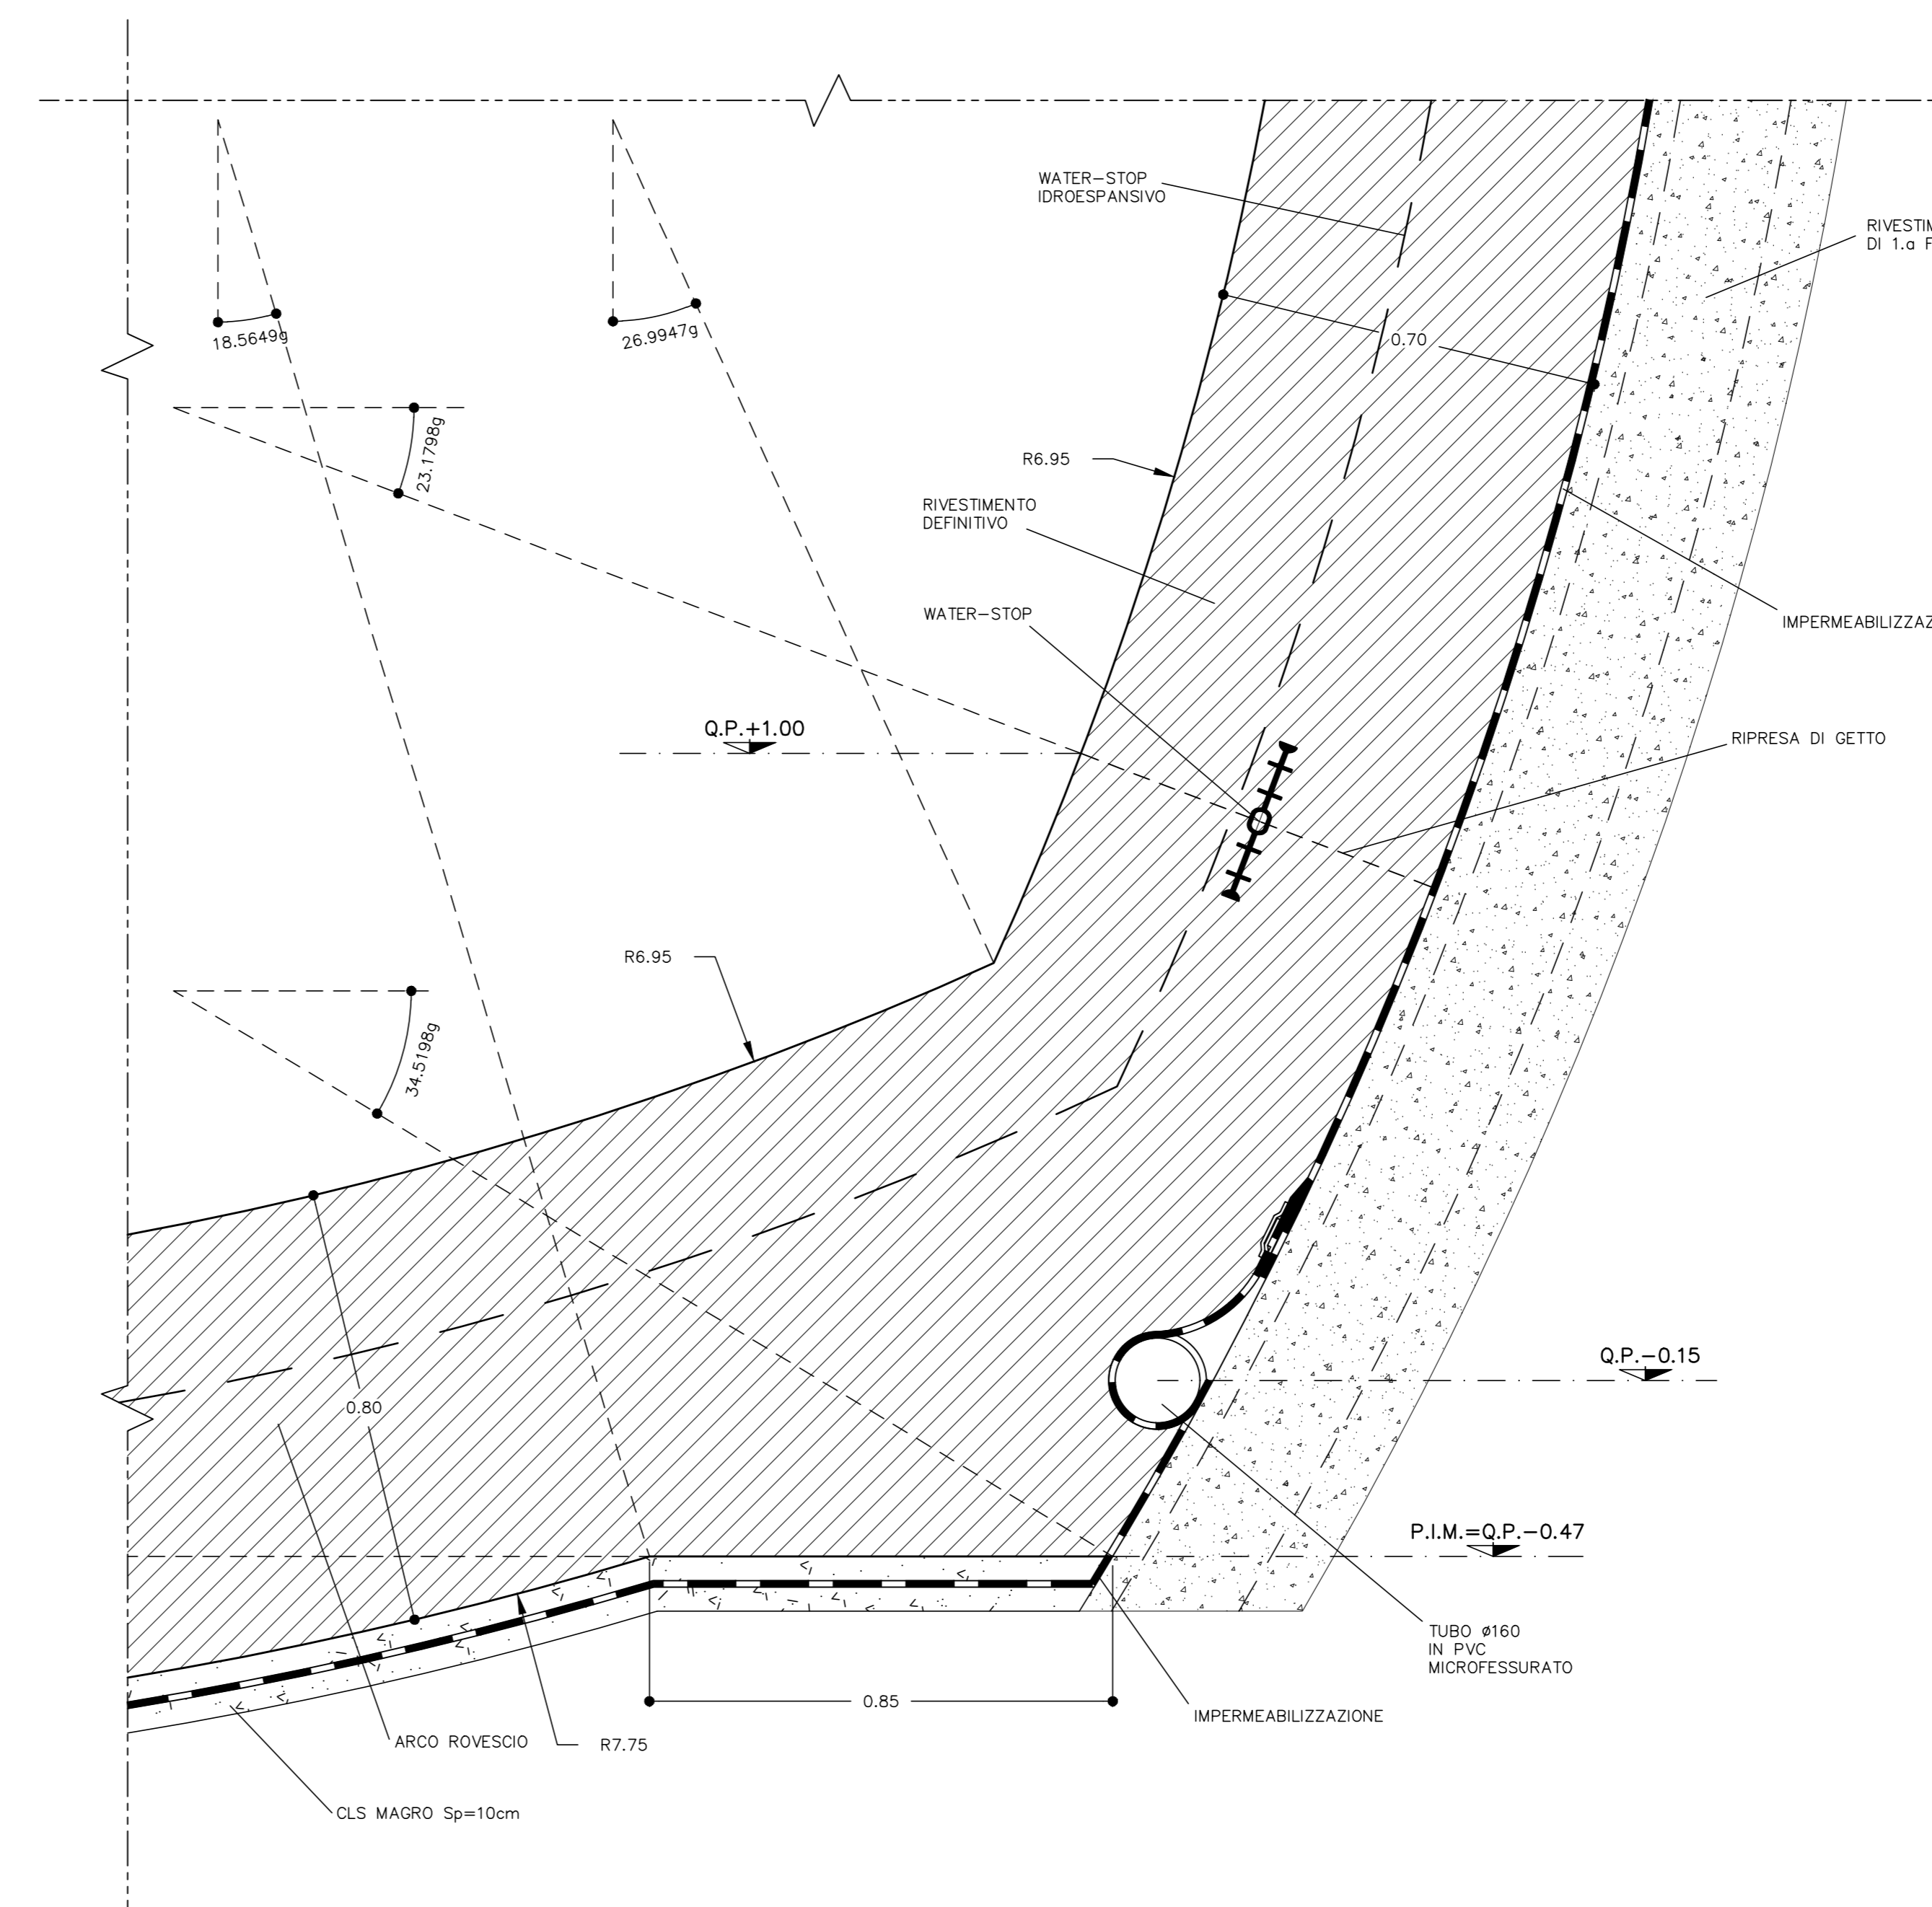 WATER-STOP
IDROESPANSIVO
RIVESTIM
DI 1.a F
18.5649g
26.9947g
0.70
23.1798g
R6.95
RIVESTIMENTO
DEFINITIVO
WATER-STOP
IMPERMEABILIZZAZ
Q.P.+1.00
RIPRESA DI GETTO
R6.95
34.5198g
Q.P.-0.15
0.80
P.I.M.=Q.P.-0.47
TUBO ø160
IN PVC
MICROFESSURATO
0.85
IMPERMEABILIZZAZIONE
ARCO ROVESCIO
R7.75
CLS MAGRO Sp=10cm